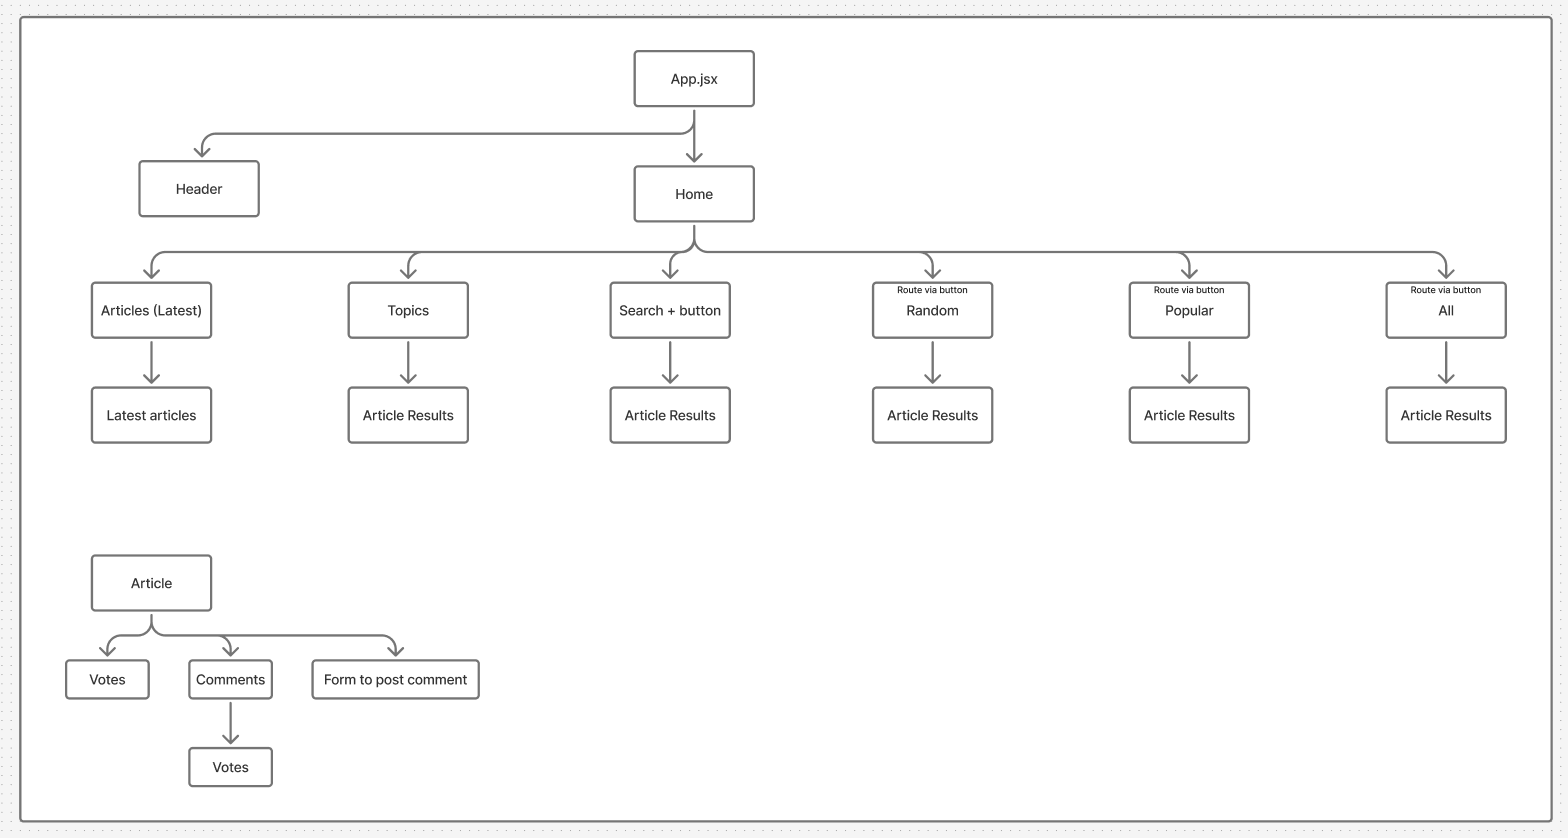 App.jsx
Header
Home
Articles (Latest)
Topics
Search + button
Route via button
Random
Route via button
Popular
Route via button
All
Latest articles
Article Results
Article Results
Article Results
Article Results
Article Results
Article
Votes
Comments
Form to post comment
Votes